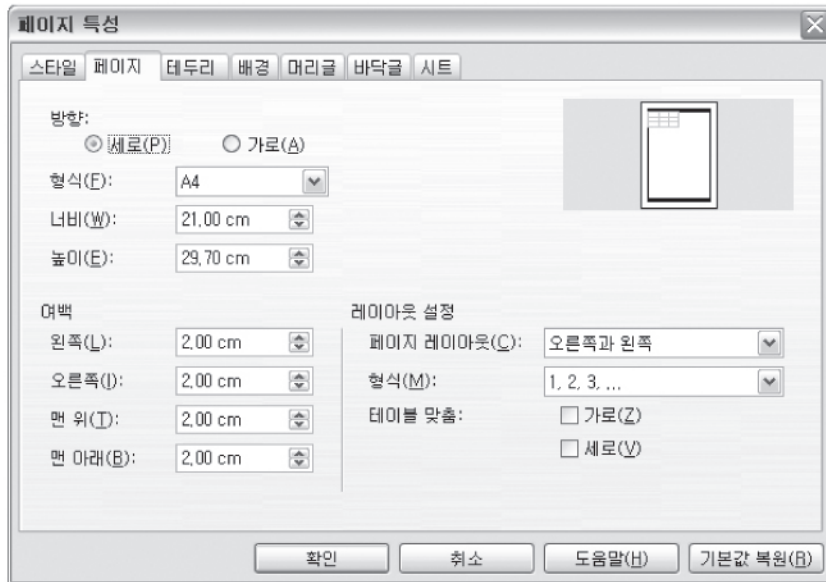 페이지 특성
스타일 페이지 테두리 배경 머리글 바닥글 시트
방향:
세로(P) 가로(A)
형식(F): A4
너비(W): 21,00 cm
높이(E): 29,70 cm
여백
왼쪽(L): 2,00 cm
오른쪽(I): 2,00 cm
맨 위(T): 2,00 cm
맨 아래(B): 2,00 cm
레이아웃 설정
페이지 레이아웃(C): 오른쪽과 왼쪽
형식(M): 1, 2, 3, ...
테이블 맞춤: 가로(Z)
세로(V)
확인 취소 도움말(H) 기본값 복원(R)